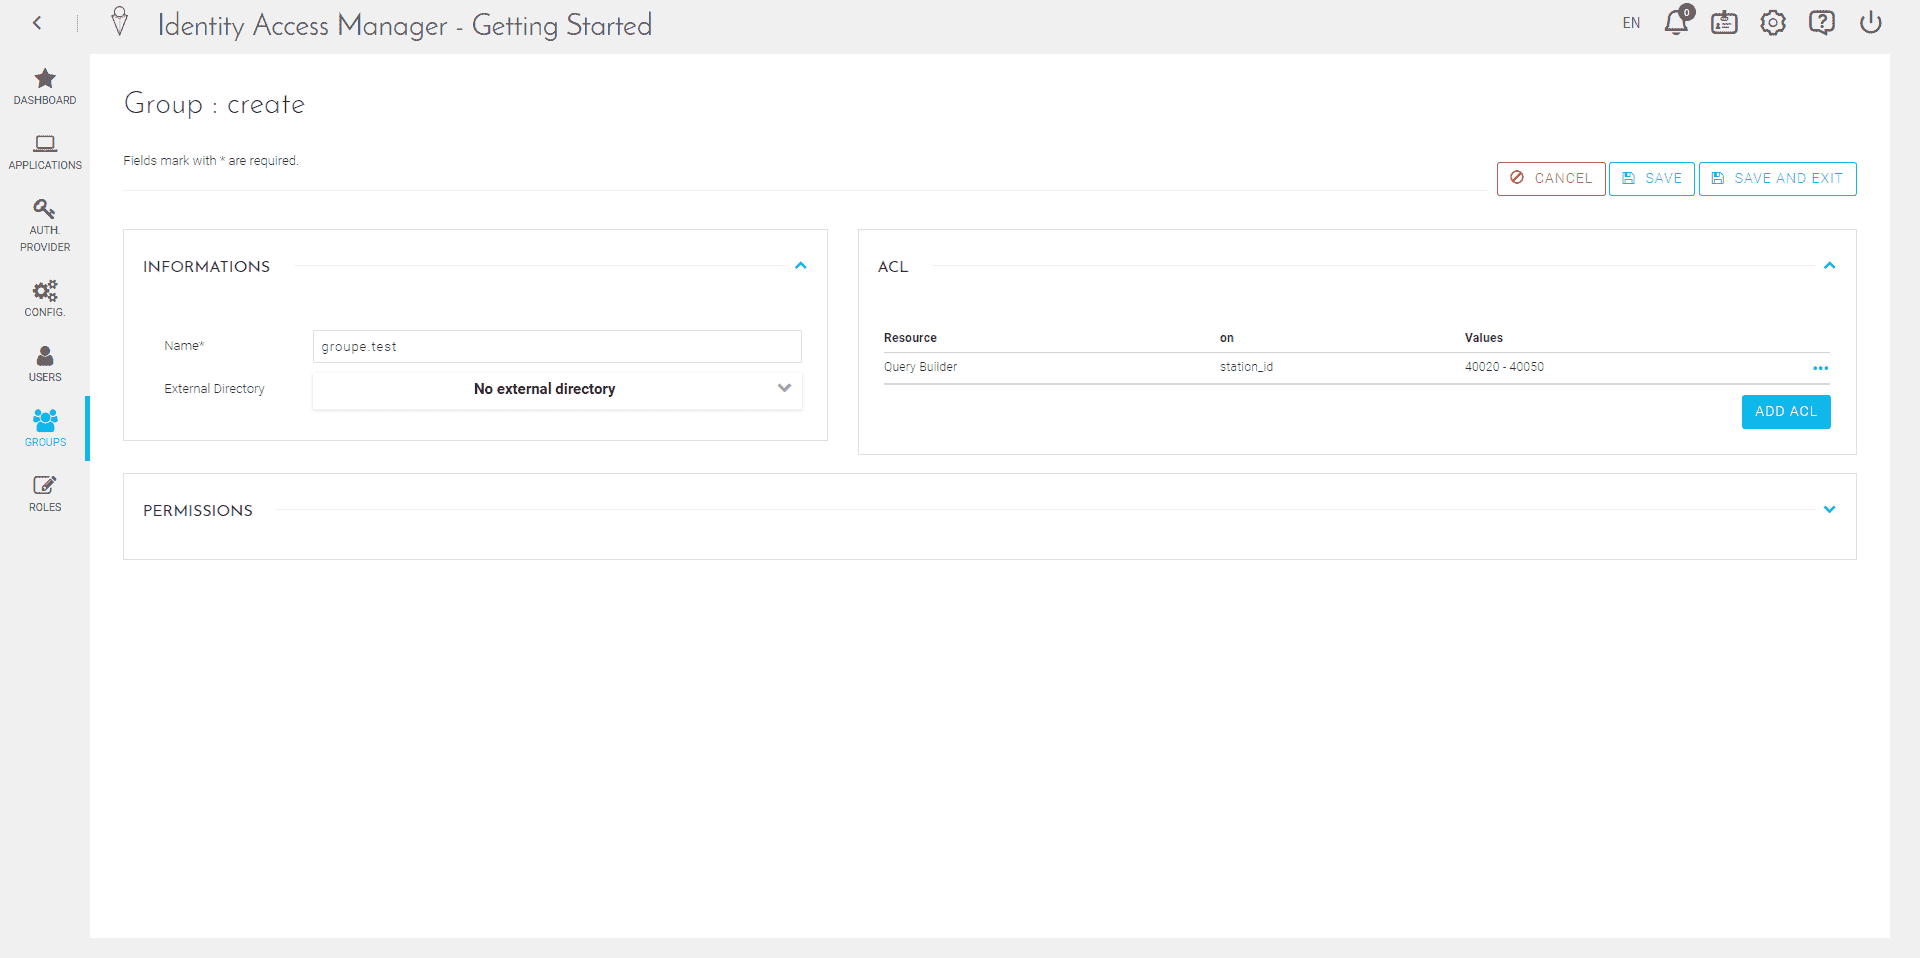 Identity Access Manager - Getting Started
EN
0
DASHBOARD
APPLICATIONS
AUTH.
PROVIDER
CONFIG.
USERS
GROUPS
ROLES
Group : create
Fields mark with * are required.
CANCEL
SAVE
SAVE AND EXIT
INFORMATIONS
Name*
groupe.test
External Directory
No external directory
ACL
Resource on Values
Query Builder station_id 40020 - 40050
ADD ACL
PERMISSIONS